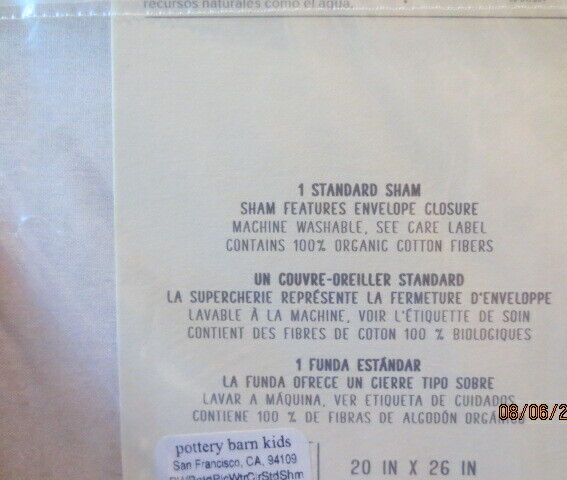 recursos naturales como el agua,
1 STANDARD SHAM
SHAM FEATURES ENVELOPE CLOSURE
MACHINE WASHABLE, SEE CARE LABEL
CONTAINS 100% ORGANIC COTTON FIBERS
UN COUVRE-OREILLER STANDARD
LA SUPERCHERIE REPRÉSENTE LA FERMETURE D'ENVELOPPE
LAVABLE À LA MACHINE, VOIR L'ÉTIQUETTE DE SOIN
CONTIENT DES FIBRES DE COTON 100 % BIOLOGIQUES
1 FUNDA ESTÁNDAR
LA FUNDA OFRECE UN CIERRE TIPO SOBRE
LAVAR A MÁQUINA, VER ETIQUETA DE CUIDADOS
CONTIENE 100 % DE FIBRAS DE ALGODÓN ORGÁNICO
08/06/2
pottery barn kids
San Francisco, CA, 94109
20 IN X 26 IN